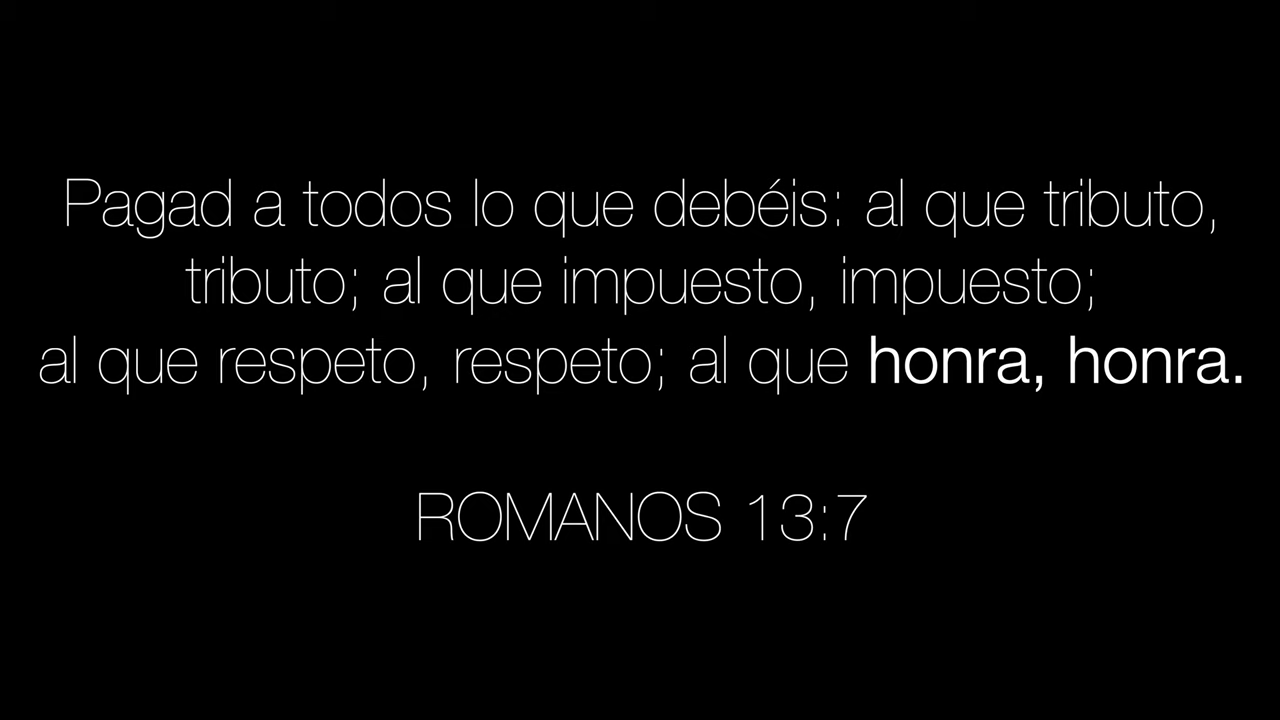 Pagad a todos lo que debéis: al que tributo,
tributo; al que impuesto, impuesto;
al que respeto, respeto; al que honra, honra.
ROMANOS 13:7